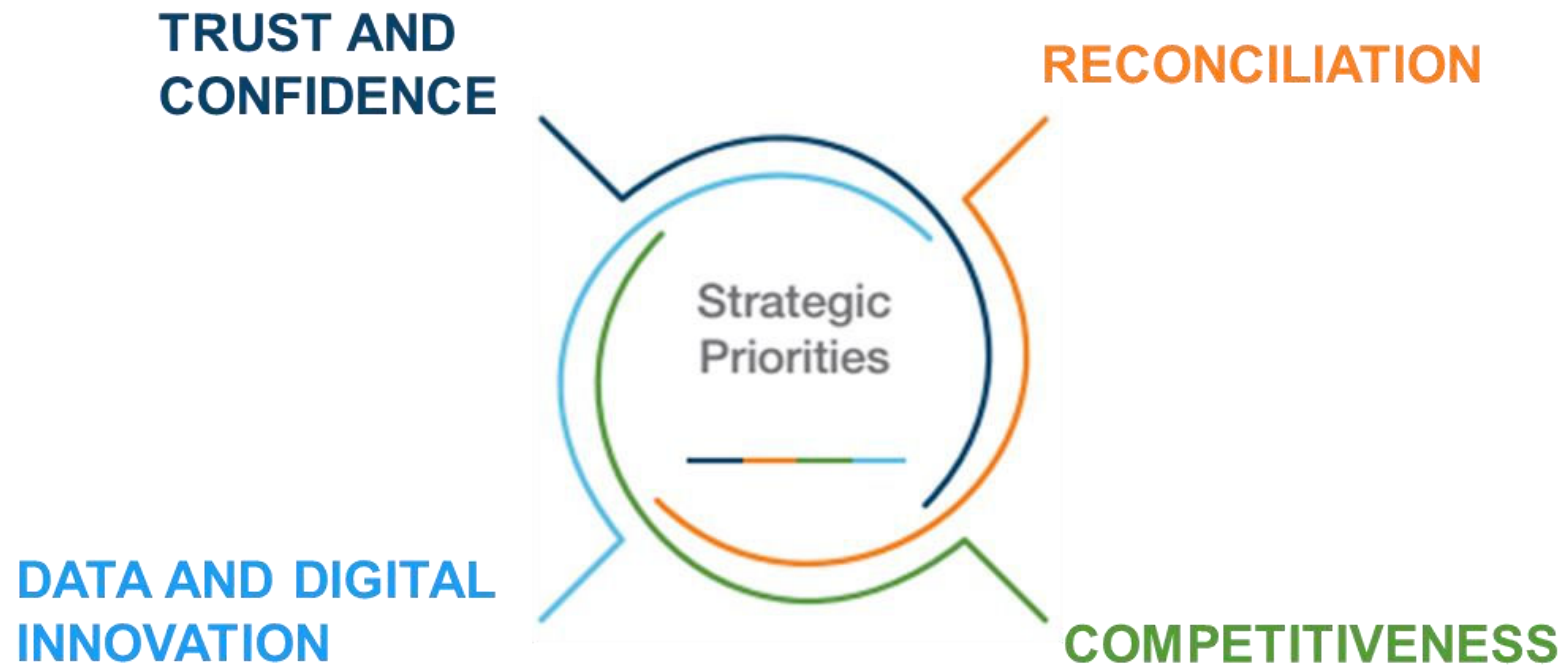 TRUST AND
CONFIDENCE
RECONCILIATION
Strategic
Priorities
DATA AND DIGITAL
INNOVATION
COMPETITIVENESS